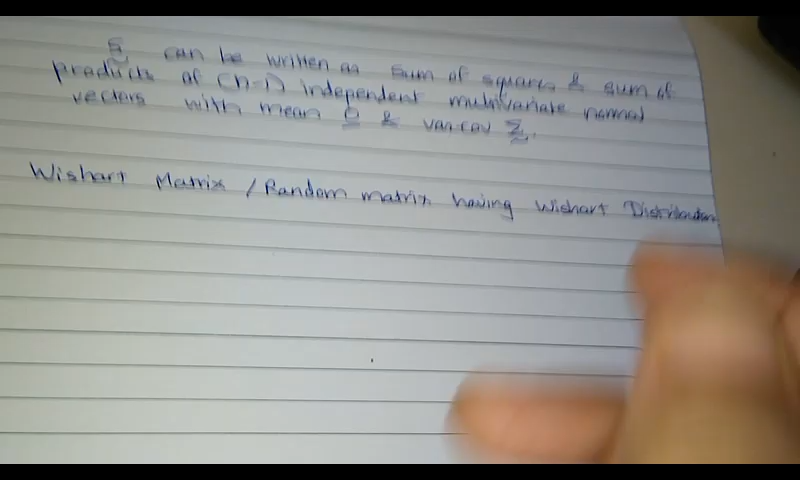 S can be written as sum of squares & sum of
products of (n-1) independent multivariate normal
vectors with mean 0 & var-cov Σ.
Wishart Matrix / Random matrix having Wishart Distribution